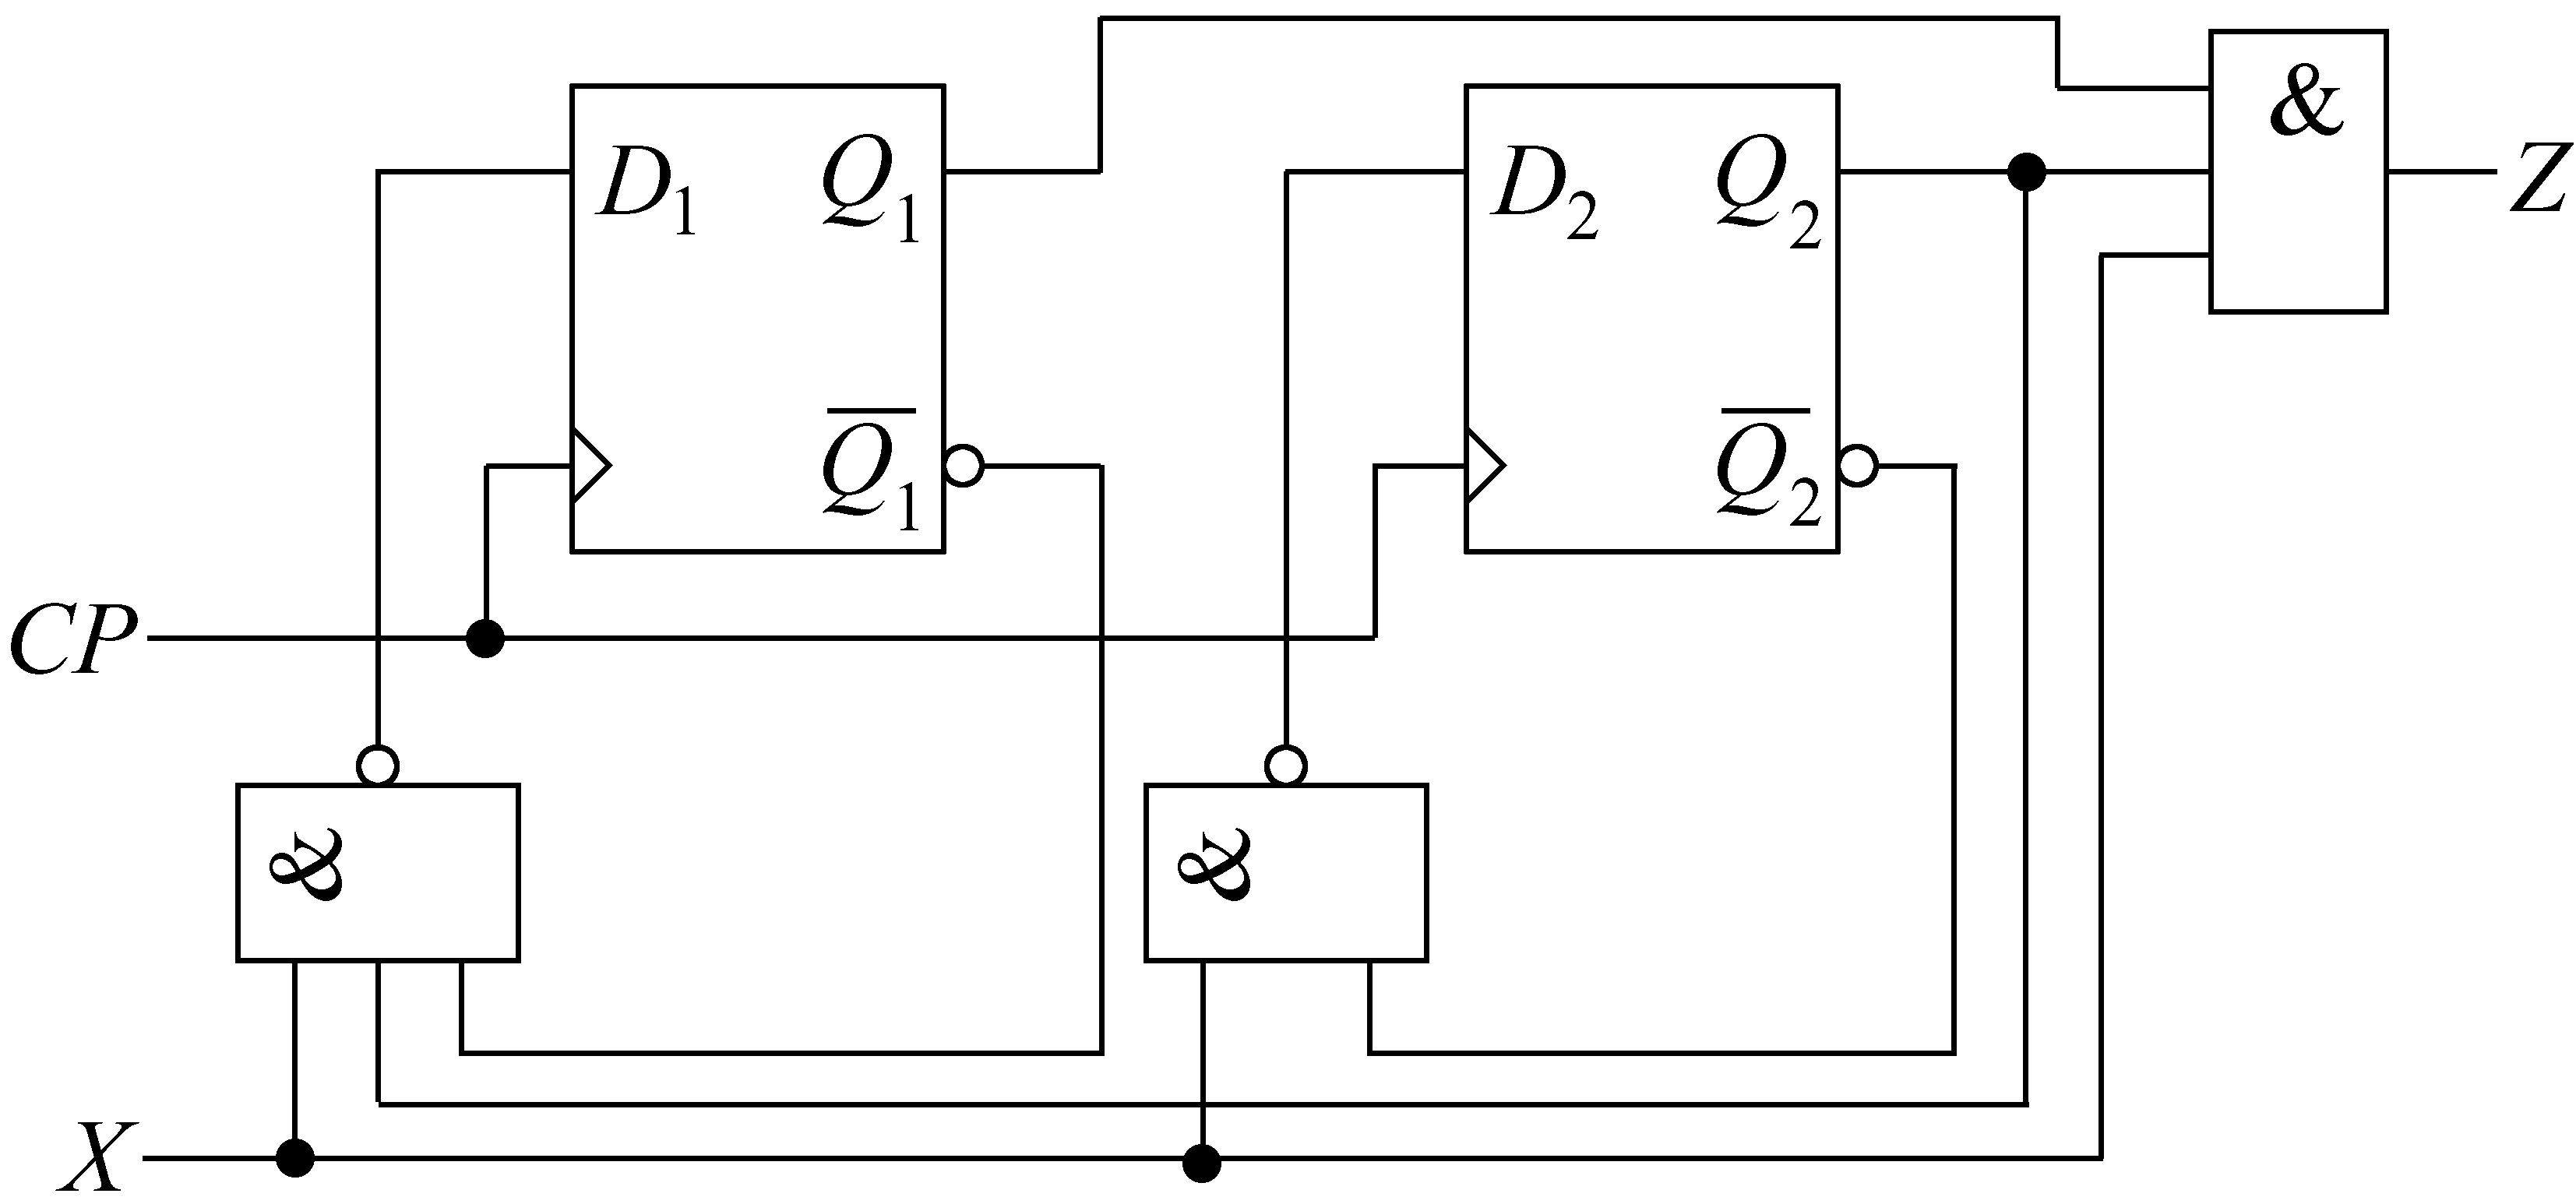 &
D₁ Q₁ D₂ Q₂ Z
Q̅₁ Q̅₂
CP
& &
X